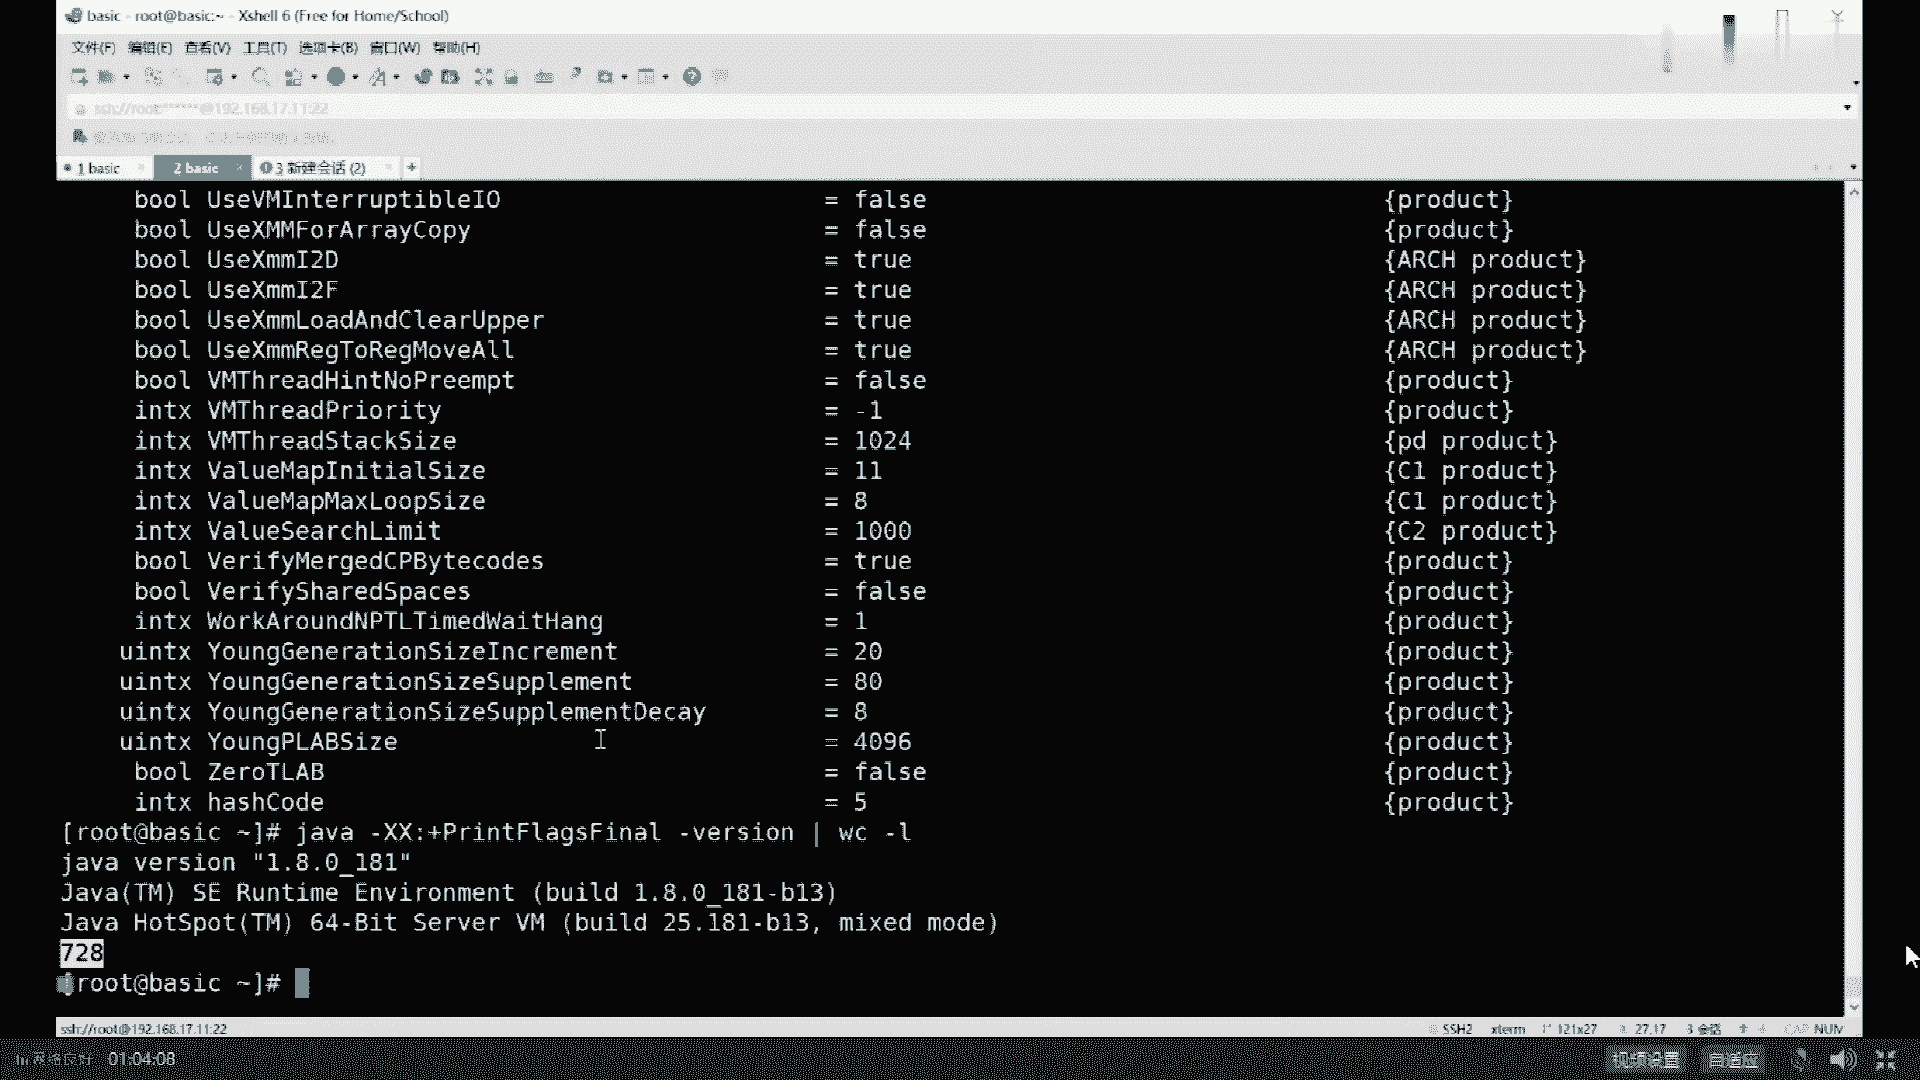 basic - root@basic:~ - Xshell 6 (Free for Home/School)
文件(F) 编辑(E) 查看(V) 工具(T) 选项卡(B) 窗口(W) 帮助(H)
ssh://root:******@192.168.17.11:22
1 basic 2 basic 3 新建会话 (2) +
bool UseVMInterruptibleIO = false {product}
bool UseXMMForArrayCopy = false {product}
bool UseXmmI2D = true {ARCH product}
bool UseXmmI2F = true {ARCH product}
bool UseXmmLoadAndClearUpper = true {ARCH product}
bool UseXmmRegToRegMoveAll = true {ARCH product}
bool VMThreadHintNoPreempt = false {product}
intx VMThreadPriority = -1 {product}
intx VMThreadStackSize = 1024 {pd product}
intx ValueMapInitialSize = 11 {C1 product}
intx ValueMapMaxLoopSize = 8 {C1 product}
intx ValueSearchLimit = 1000 {C2 product}
bool VerifyMergedCPBytecodes = true {product}
bool VerifySharedSpaces = false {product}
intx WorkAroundNPTLTimedWaitHang = 1 {product}
uintx YoungGenerationSizeIncrement = 20 {product}
uintx YoungGenerationSizeSupplement = 80 {product}
uintx YoungGenerationSizeSupplementDecay = 8 {product}
uintx YoungPLABSize = 4096 {product}
bool ZeroTLAB = false {product}
intx hashCode = 5 {product}
[root@basic ~]# java -XX:+PrintFlagsFinal -version | wc -l
java version "1.8.0_181"
Java(TM) SE Runtime Environment (build 1.8.0_181-b13)
Java HotSpot(TM) 64-Bit Server VM (build 25.181-b13, mixed mode)
728
[root@basic ~]#
ssh://root@192.168.17.11:22 SSH2 xterm 121x27 27,17 3 会话 CAP NUM
网络良好 01:04:08 视频设置 自适应